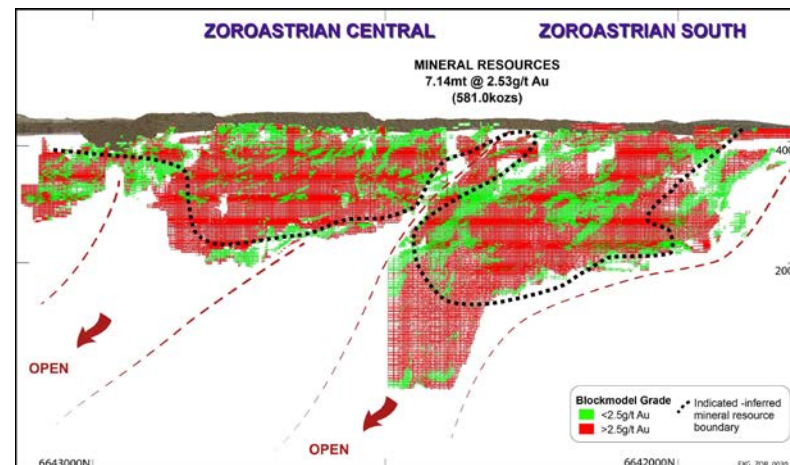 ZOROASTRIAN CENTRAL
ZOROASTRIAN SOUTH
MINERAL RESOURCES
7.14mt @ 2.53g/t Au
(581.0kozs)
400
200
OPEN
OPEN
Blockmodel Grade
<2.5g/t Au
>2.5g/t Au
Indicated -inferred
mineral resource
boundary
6643000N
6642000N